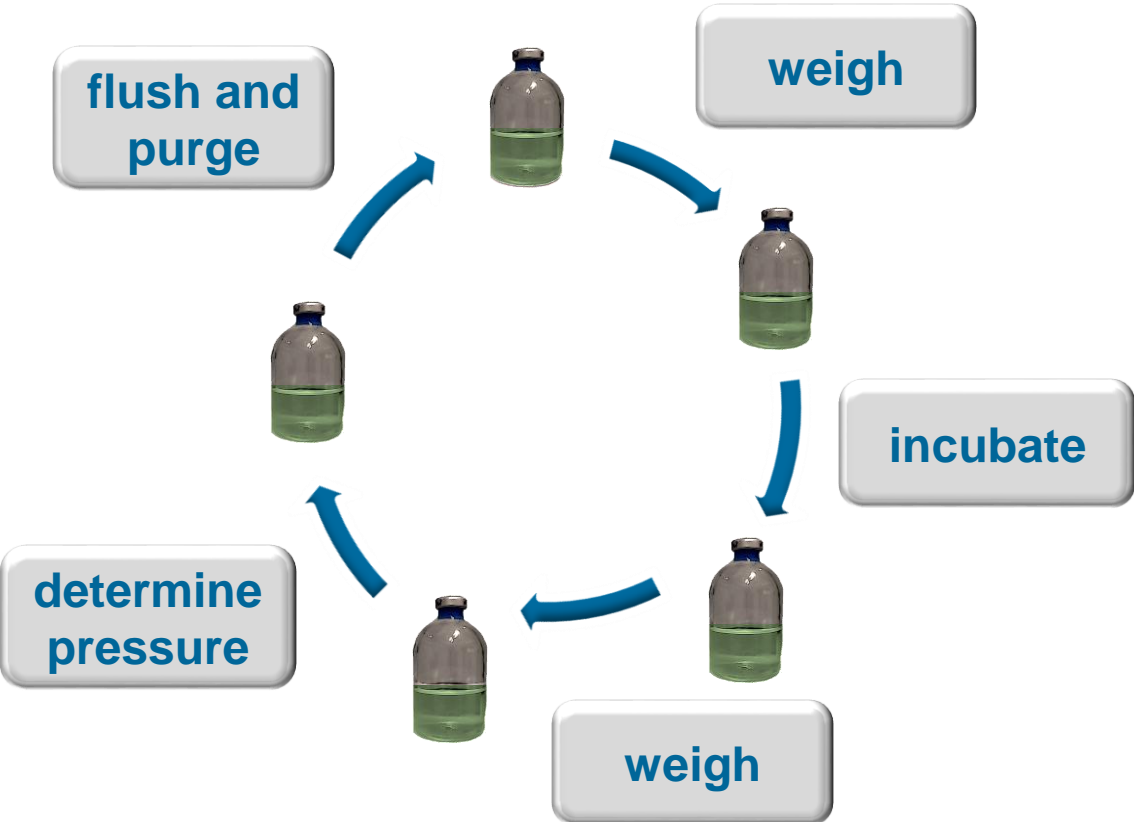 flush and
purge
weigh
incubate
weigh
determine
pressure